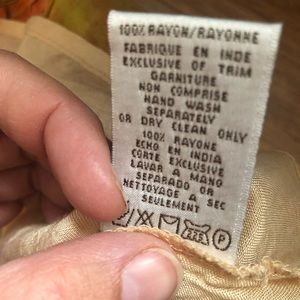 100% RAYON/RAYONNE
FABRIQUE EN INDE
EXCLUSIVE OF TRIM
GARNITURE
NON COMPRISE
HAND WASH
SEPARATELY
OR DRY CLEAN ONLY
100% RAYONE
ECHO EN INDIA
CORTE EXCLUSIVE
LAVAR A MANO
SEPARADO OR
NETTOYAGE A SEC
SEULEMENT
P